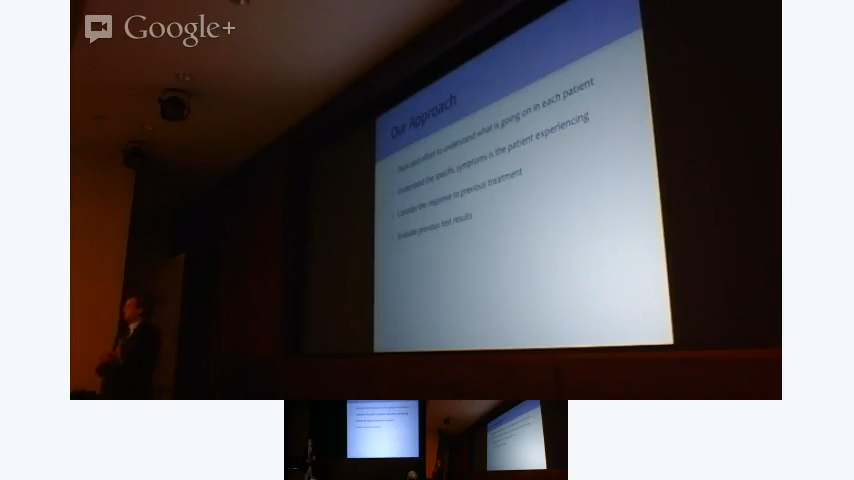 Google+
Our Approach
Dedicated effort to understand what is going on in each patient
Understand the specific symptoms is the patient experiencing
Consider the response to previous treatment
Evaluate previous test results